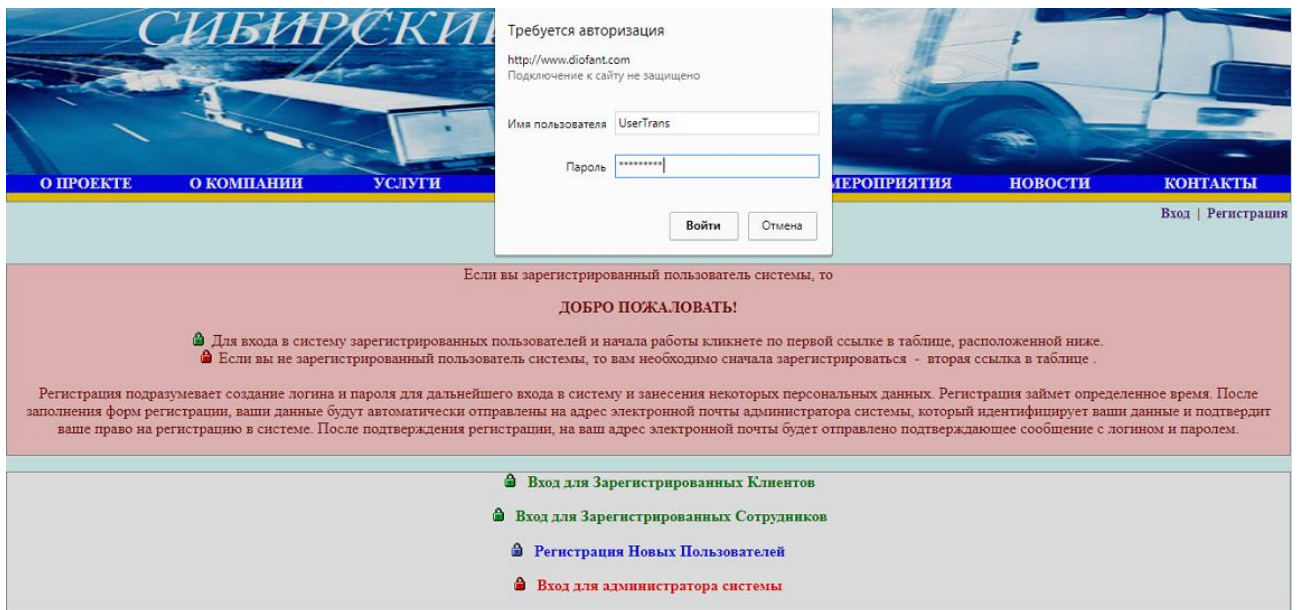 СИБИРСКИЙ
Требуется авторизация
http://www.diofant.com
Подключение к сайту не защищено
Имя пользователя UserTrans
Пароль *********
Войти Отмена
О ПРОЕКТЕ О КОМПАНИИ УСЛУГИ МЕРОПРИЯТИЯ НОВОСТИ КОНТАКТЫ
Вход | Регистрация
Если вы зарегистрированный пользователь системы, то
ДОБРО ПОЖАЛОВАТЬ!
Для входа в систему зарегистрированных пользователей и начала работы кликнете по первой ссылке в таблице, расположенной ниже.
Если вы не зарегистрированный пользователь системы, то вам необходимо сначала зарегистрироваться - вторая ссылка в таблице .
Регистрация подразумевает создание логина и пароля для дальнейшего входа в систему и занесения некоторых персональных данных. Регистрация займет определенное время. После
заполнения форм регистрации, ваши данные будут автоматически отправлены на адрес электронной почты администратора системы, который идентифицирует ваши данные и подтвердит
ваше право на регистрацию в системе. После подтверждения регистрации, на ваш адрес электронной почты будет отправлено подтверждающее сообщение с логином и паролем.
Вход для Зарегистрированных Клиентов
Вход для Зарегистрированных Сотрудников
Регистрация Новых Пользователей
Вход для администратора системы